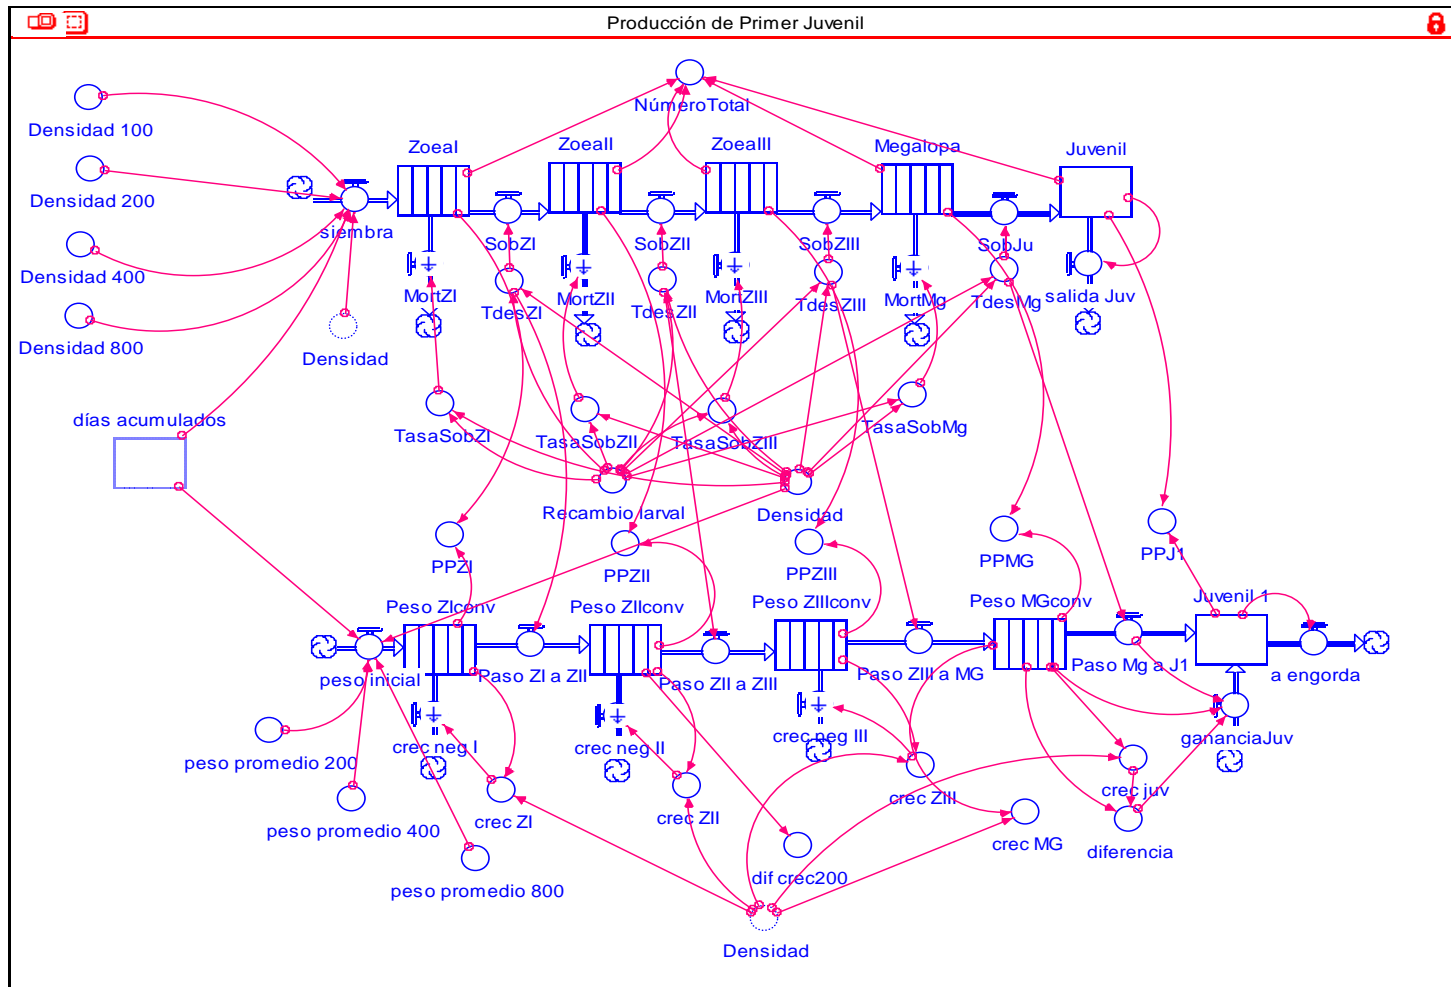 Producción de Primer Juvenil
NúmeroTotal
Densidad 100
ZoeaI
ZoeaII
ZoeaIII
Megalopa
Juvenil
Densidad 200
siembra
SobZI
SobZII
SobZIII
SobJu
Densidad 400
MortZI
TdesZI
MortZII
TdesZII
MortZIII
TdesZIII
MortMg
TdesMg
salida Juv
Densidad 800
Densidad
días acumulados
TasaSobZI
TasaSobZII
TasaSobZIII
TasaSobMg
Recambio larval
Densidad
PPZI
PPZII
PPZIII
PPMG
PPJ1
Peso ZIconv
Peso ZIIconv
Peso ZIIIconv
Peso MGconv
Juvenil 1
peso inicial
Paso ZI a ZII
Paso ZII a ZIII
Paso ZIII a MG
Paso Mg a J1
a engorda
crec neg I
crec neg II
crec neg III
gananciaJuv
peso promedio 200
crec ZI
crec ZII
crec ZIII
crec juv
peso promedio 400
crec MG
diferencia
peso promedio 800
dif crec200
Densidad